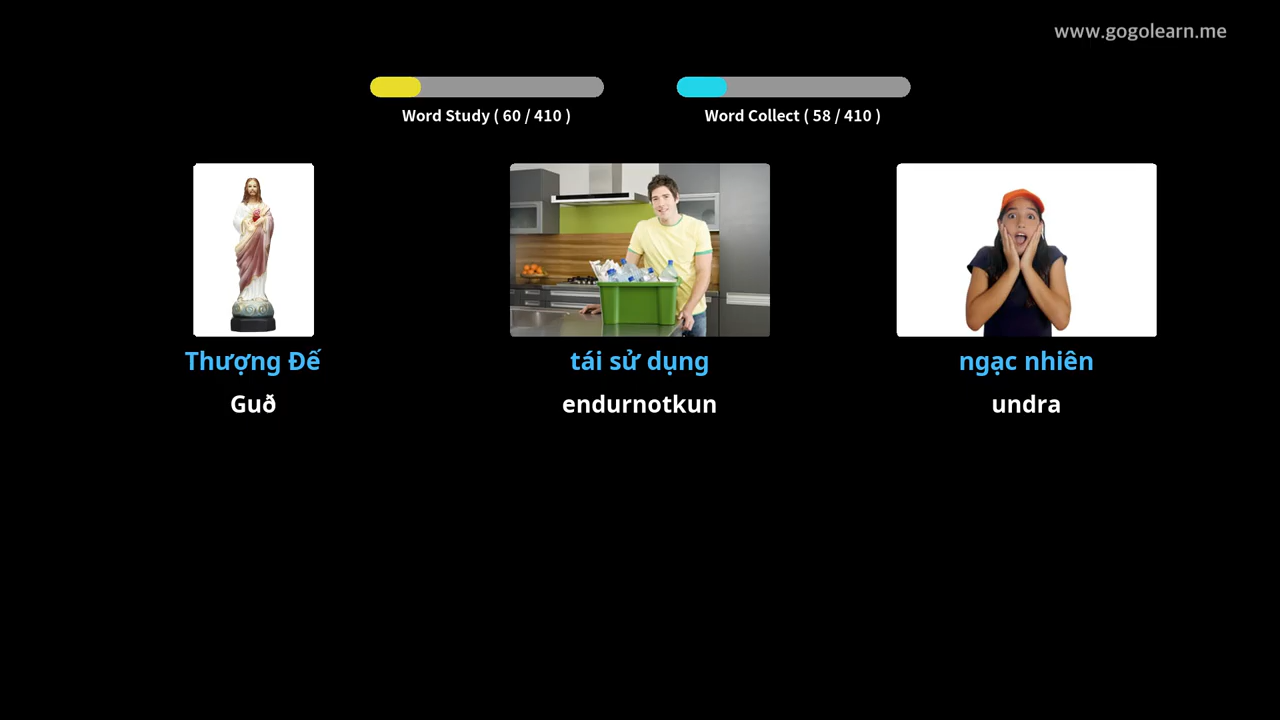 www.gogolearn.me
Word Study ( 60 / 410 )
Word Collect ( 58 / 410 )
Thượng Đế
tái sử dụng
ngạc nhiên
Guð
endurnotkun
undra